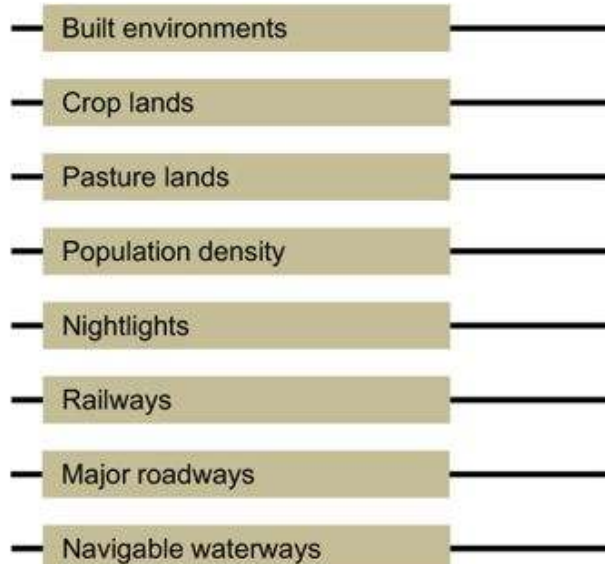 Built environments
Crop lands
Pasture lands
Population density
Nightlights
Railways
Major roadways
Navigable waterways